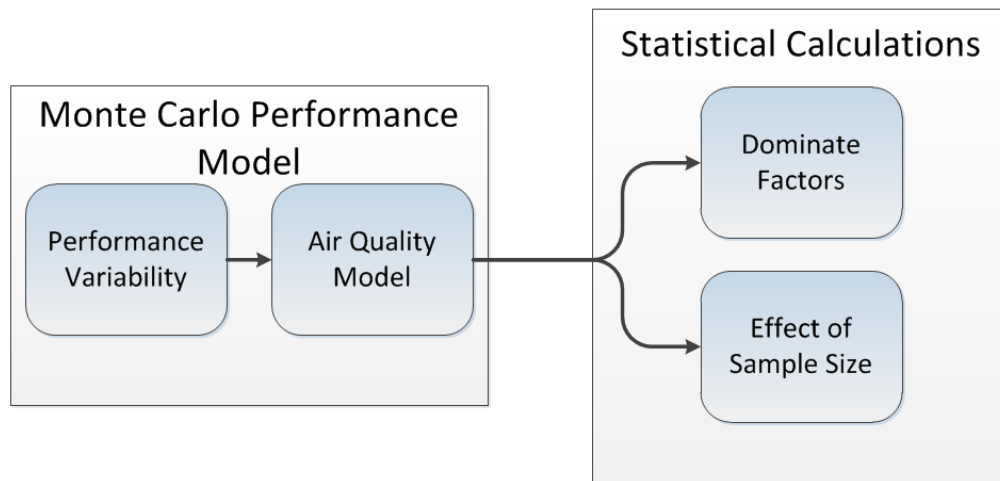 Monte Carlo Performance
Model
Performance
Variability
Air Quality
Model
Statistical Calculations
Dominate
Factors
Effect of
Sample Size